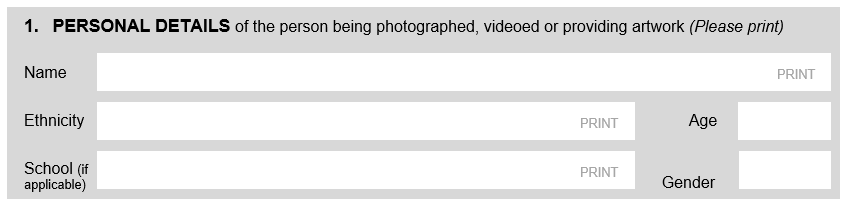 1. PERSONAL DETAILS of the person being photographed, videoed or providing artwork (Please print)
Name PRINT
Ethnicity PRINT Age
School (if applicable) PRINT Gender